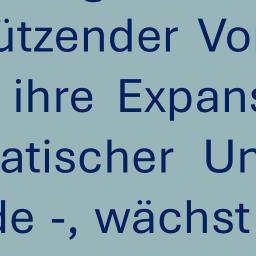 ützender Vo
ihre Expans
atischer Un
de -, wächst